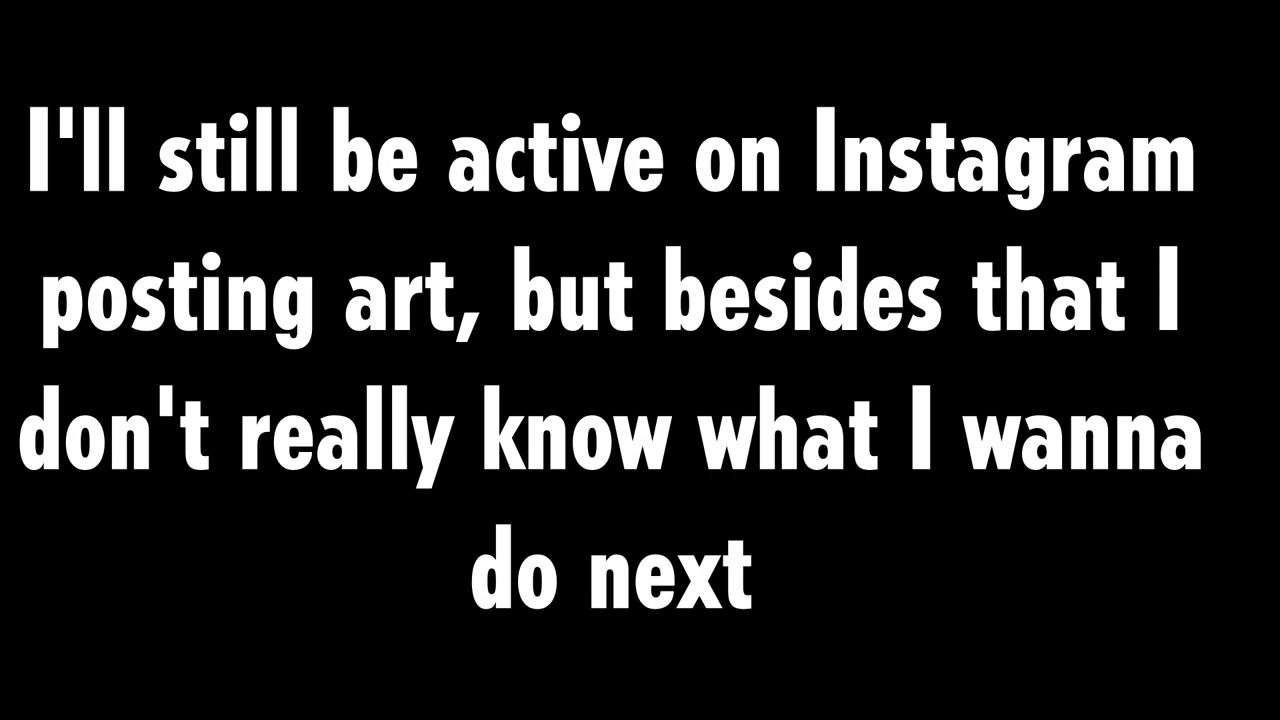 I'll still be active on Instagram
posting art, but besides that I
don't really know what I wanna
do next